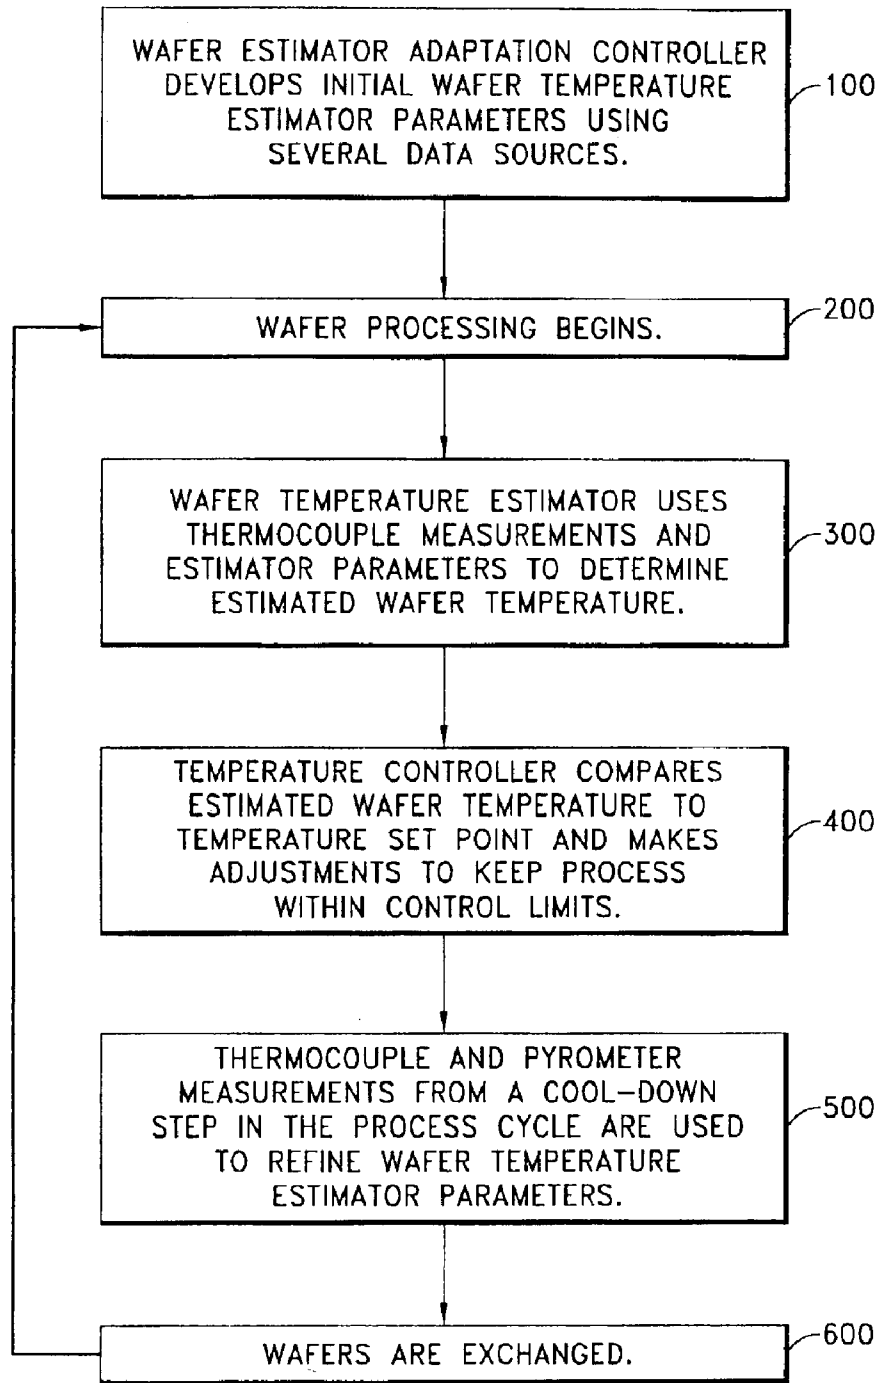 WAFER ESTIMATOR ADAPTATION CONTROLLER
DEVELOPS INITIAL WAFER TEMPERATURE
ESTIMATOR PARAMETERS USING
SEVERAL DATA SOURCES.
100
WAFER PROCESSING BEGINS.
200
WAFER TEMPERATURE ESTIMATOR USES
THERMOCOUPLE MEASUREMENTS AND
ESTIMATOR PARAMETERS TO DETERMINE
ESTIMATED WAFER TEMPERATURE.
300
TEMPERATURE CONTROLLER COMPARES
ESTIMATED WAFER TEMPERATURE TO
TEMPERATURE SET POINT AND MAKES
ADJUSTMENTS TO KEEP PROCESS
WITHIN CONTROL LIMITS.
400
THERMOCOUPLE AND PYROMETER
MEASUREMENTS FROM A COOL-DOWN
STEP IN THE PROCESS CYCLE ARE USED
TO REFINE WAFER TEMPERATURE
ESTIMATOR PARAMETERS.
500
WAFERS ARE EXCHANGED.
600